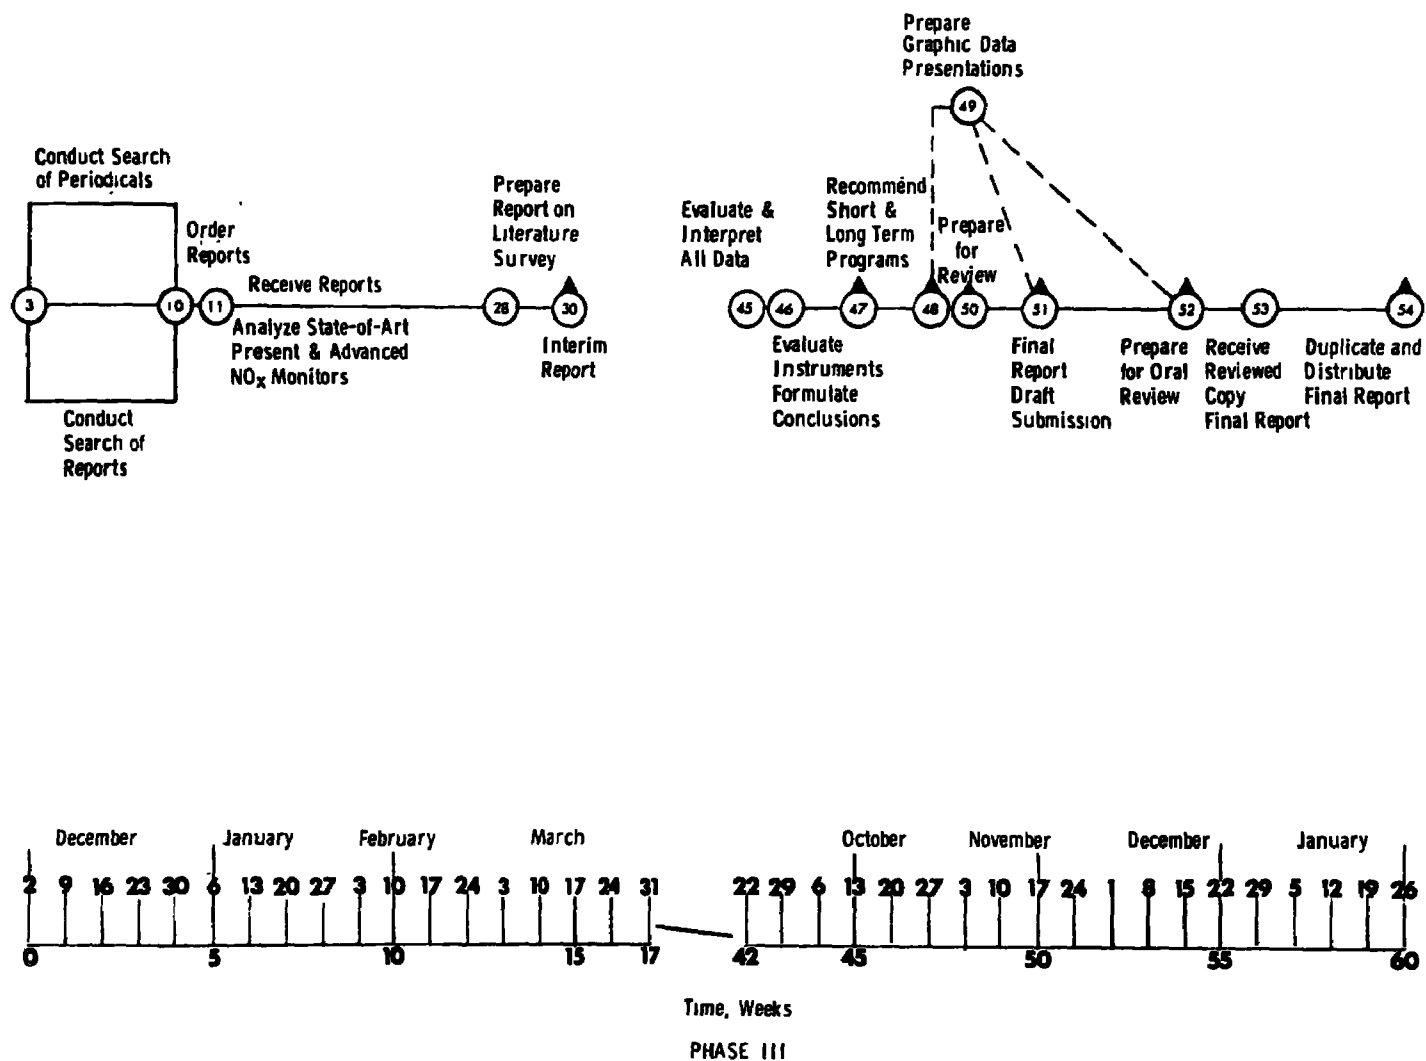 Prepare
Graphic Data
Presentations
49
Conduct Search
of Periodicals
Order
Reports
Receive Reports
3
10
11
Analyze State-of-Art
Present & Advanced
NOx Monitors
Conduct
Search of
Reports
Prepare
Report on
Literature
Survey
28
30
Interim
Report
Evaluate &
Interpret
All Data
Recommend
Short &
Long Term
Programs
Prepare
for
Review
45
46
47
48
50
51
52
53
54
Evaluate
Instruments
Formulate
Conclusions
Final
Report
Draft
Submission
Prepare
for Oral
Review
Receive
Reviewed
Copy
Final Report
Duplicate and
Distribute
Final Report
December January February March October November December January
2 9 16 23 30 6 13 20 27 3 10 17 24 3 10 17 24 31 22 29 6 13 20 27 3 10 17 24 1 8 15 22 29 5 12 19 26
0 5 10 15 17 42 45 50 55 60
Time, Weeks
PHASE III